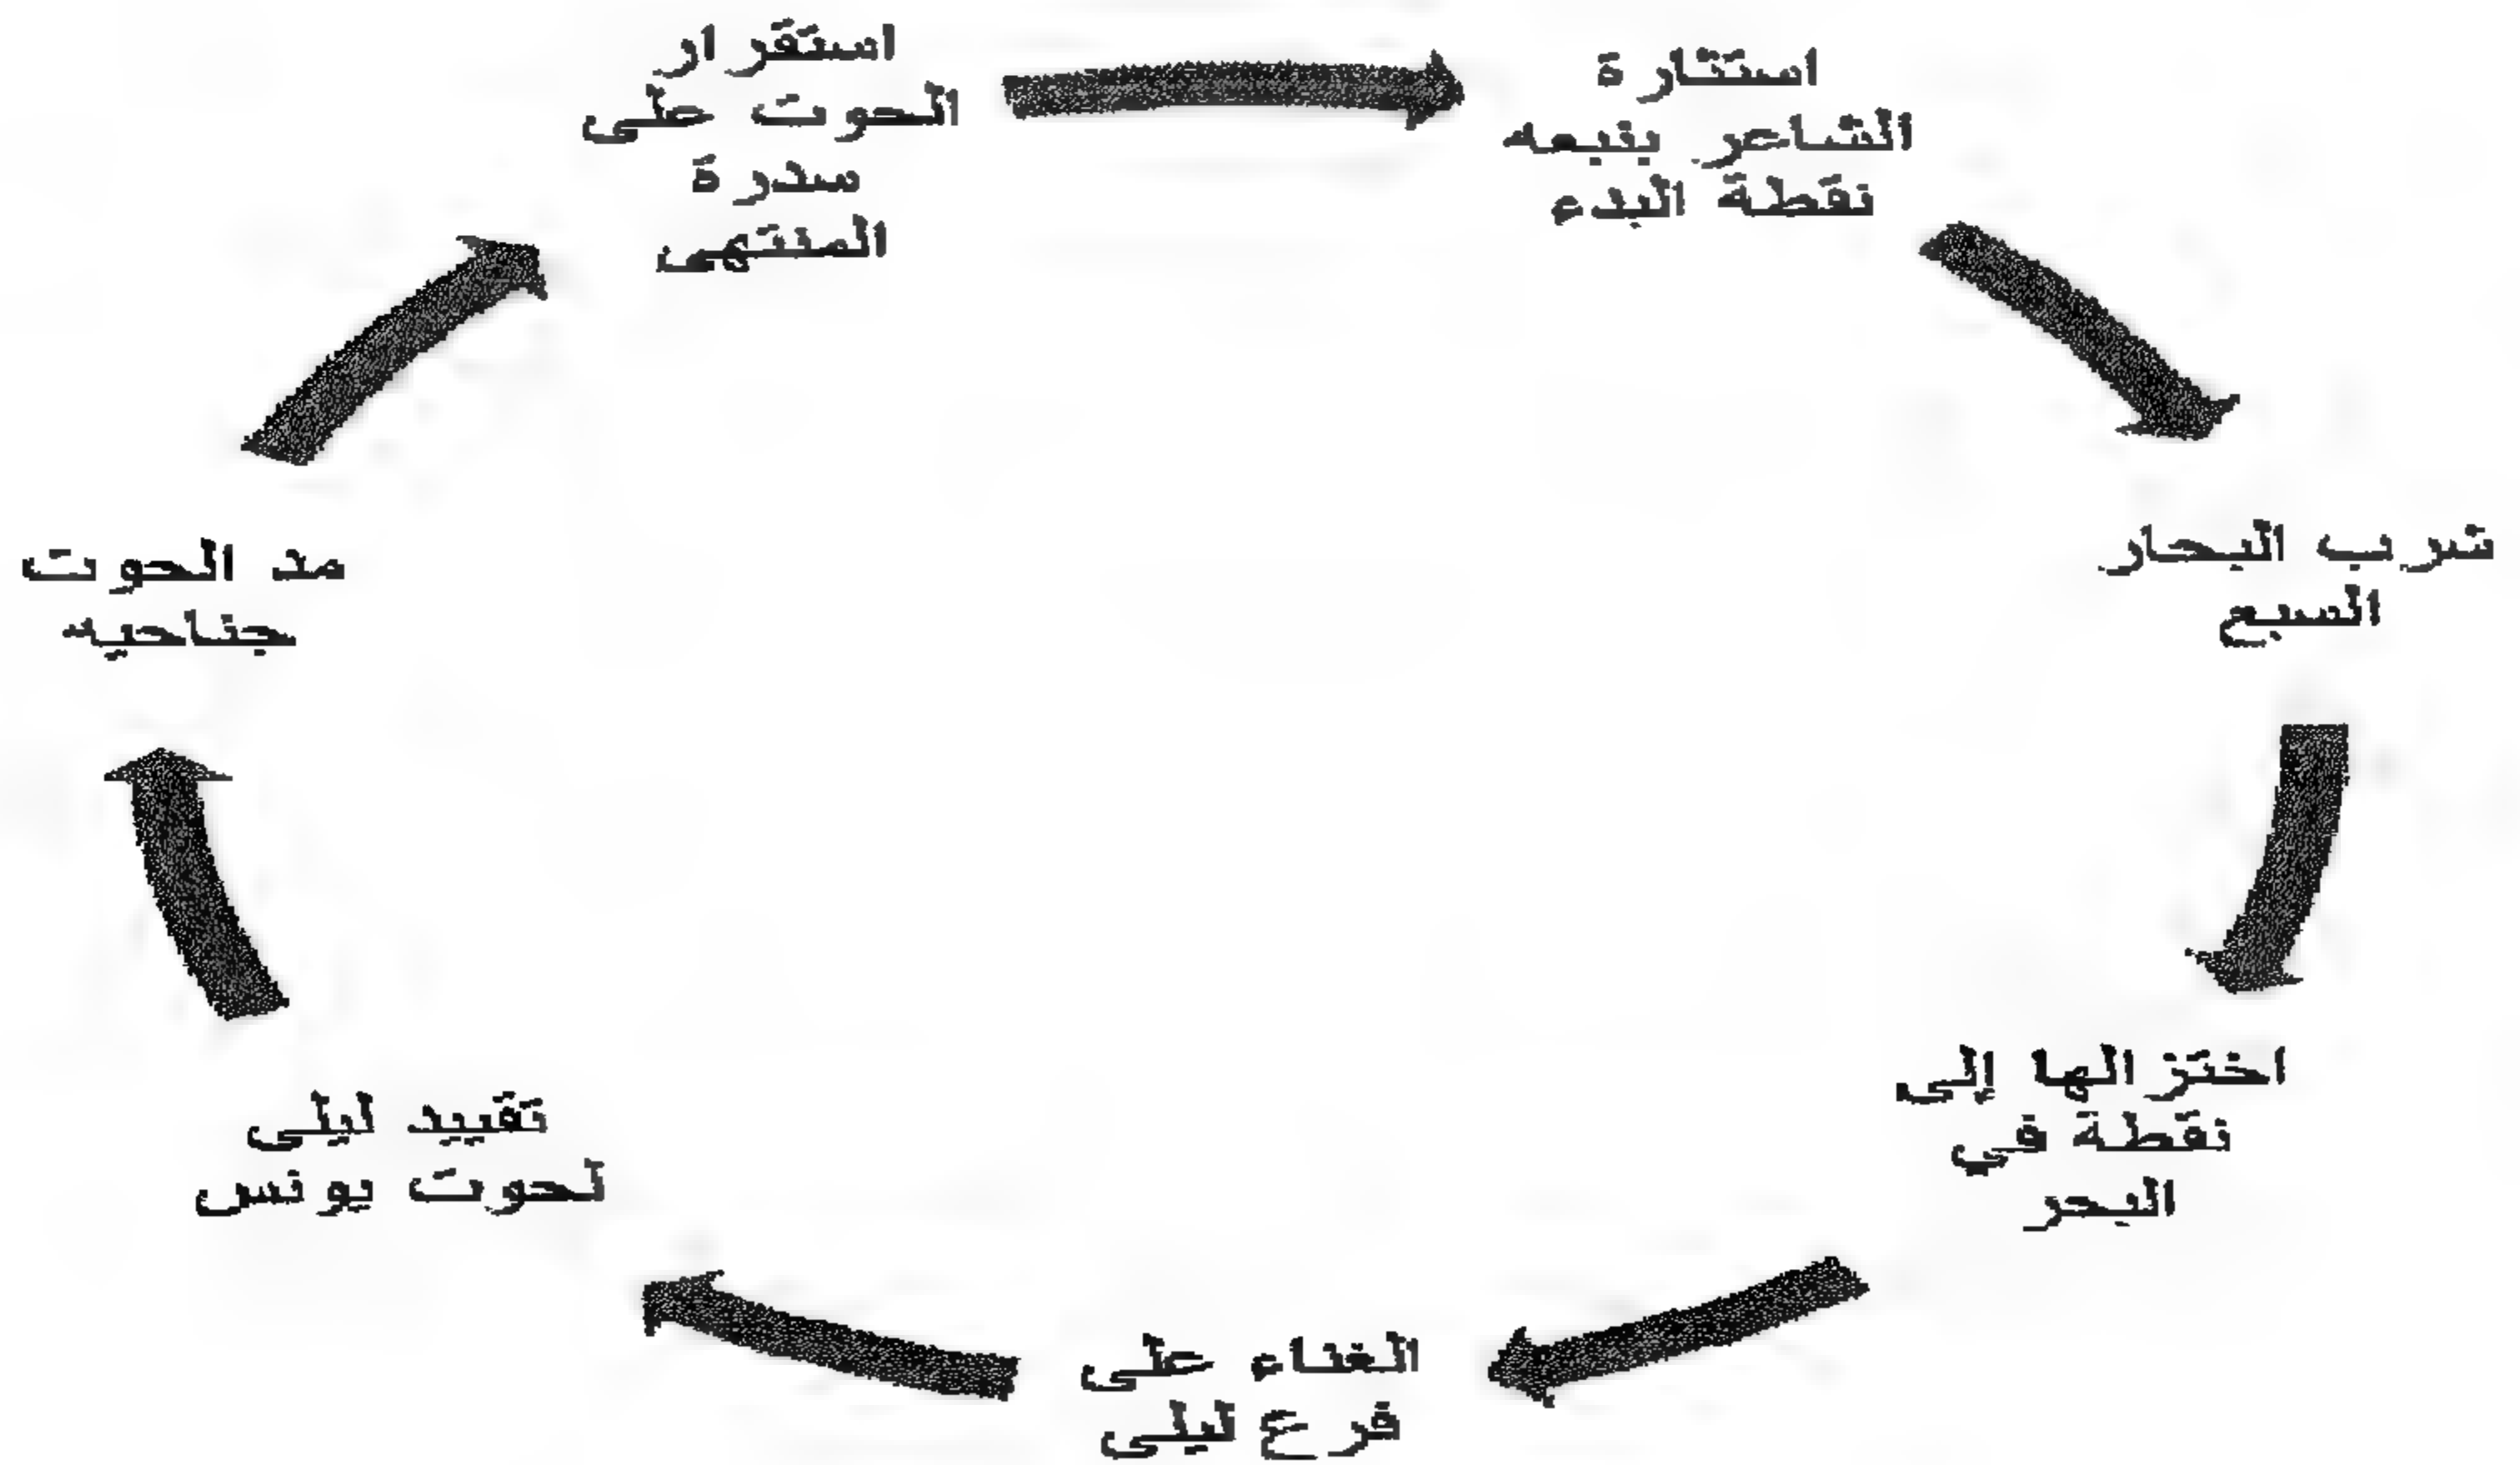 استقرار
الحوت على
سدرة
المنتهى
استثارة
الشاعر بنبعه
نقطة البدء
شرب البحار
السبع
اختزالها إلى
نقطة في
البحر
الغناء على
فرع ليلى
تقييد ليلى
لحوت يونس
مد الحوت
جناحيه